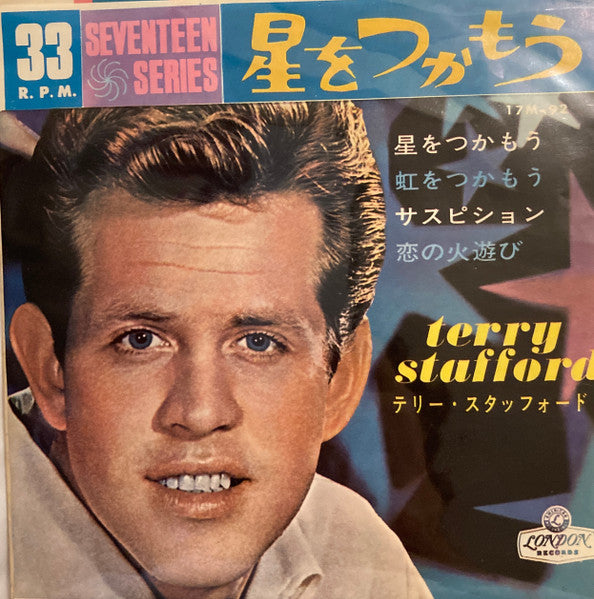 33
R.P.M.
SEVENTEEN
SERIES
星をつかもう
17M-92
星をつかもう
虹をつかもう
サスピション
恋の火遊び
terry
stafford
テリー・スタッフォード
LONDON
RECORDS